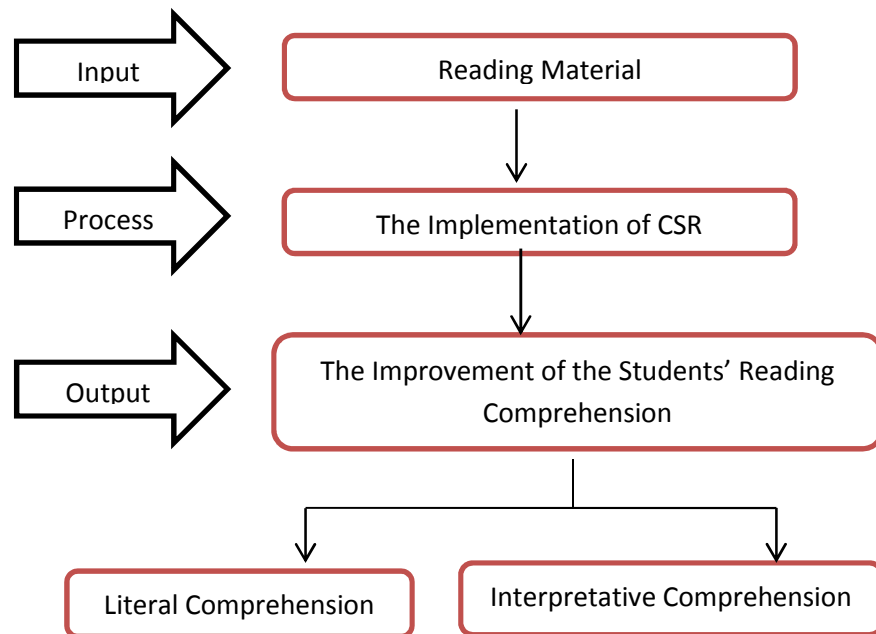 Input
Reading Material
Process
The Implementation of CSR
Output
The Improvement of the Students’ Reading
Comprehension
Literal Comprehension
Interpretative Comprehension